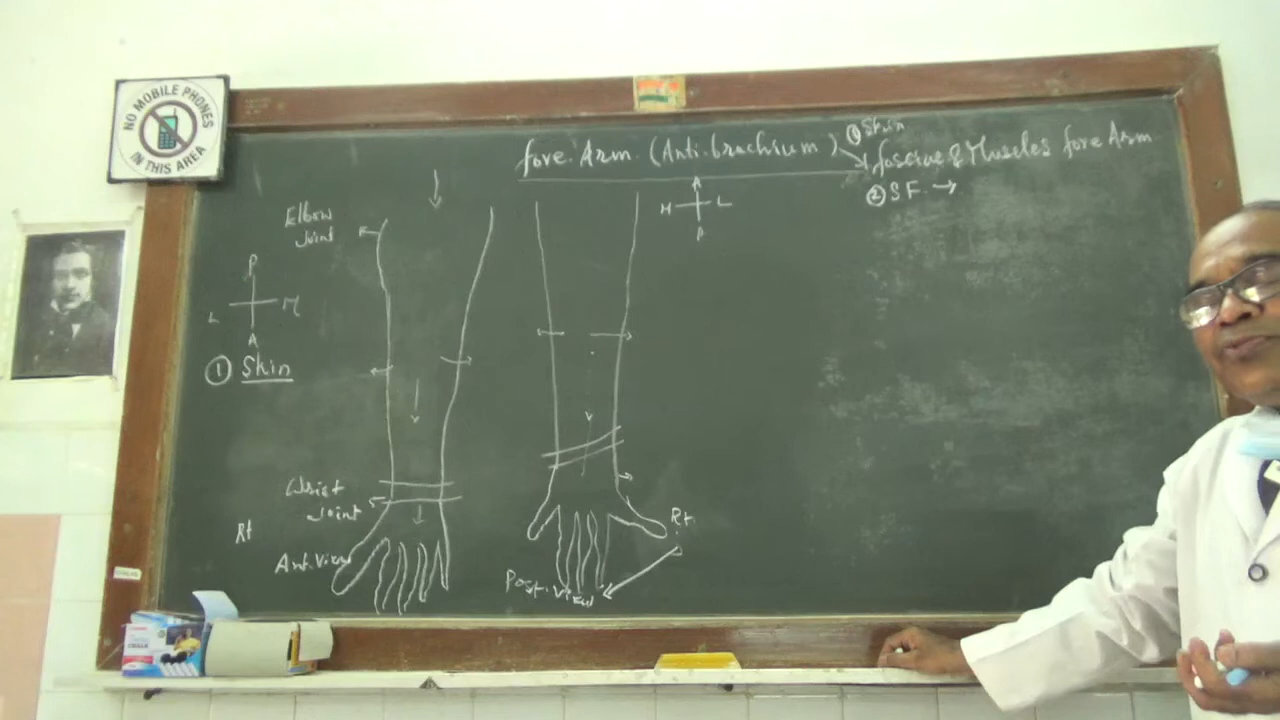 NO MOBILE PHONES
IN THIS AREA
fore. Arm. (Anti.brachium)
① Skin
fasciae & Muscles fore Arm
② S F. →
Elbow
Joint
P
L
M
A
① Skin
A
M
L
P
Wrist
Joint
Rt
Ant. View
Rt.
Post. View